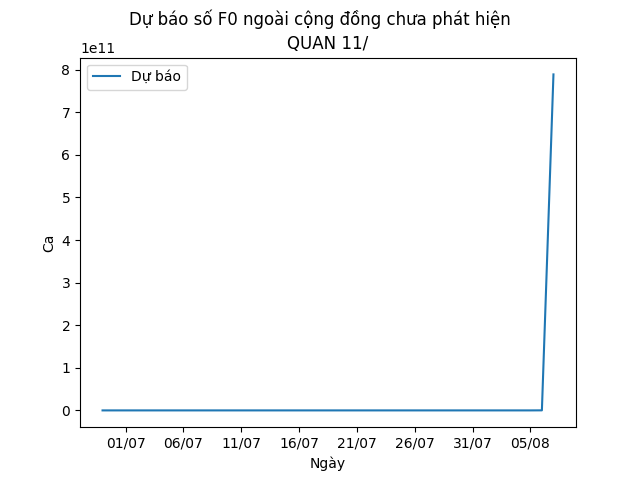 Dự báo số F0 ngoài cộng đồng chưa phát hiện
QUAN 11/
1e11
Dự báo
8
7
6
5
4
3
2
1
0
Ca
01/07 06/07 11/07 16/07 21/07 26/07 31/07 05/08
Ngày